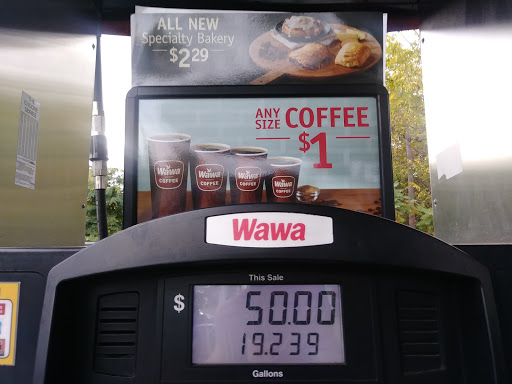 ALL NEW
Specialty Bakery
$2.29
ANY SIZE COFFEE
$1
Wawa COFFEE
Wawa COFFEE
Wawa COFFEE
Wawa COFFEE
Wawa
This Sale
$ 50.00
19.239
Gallons